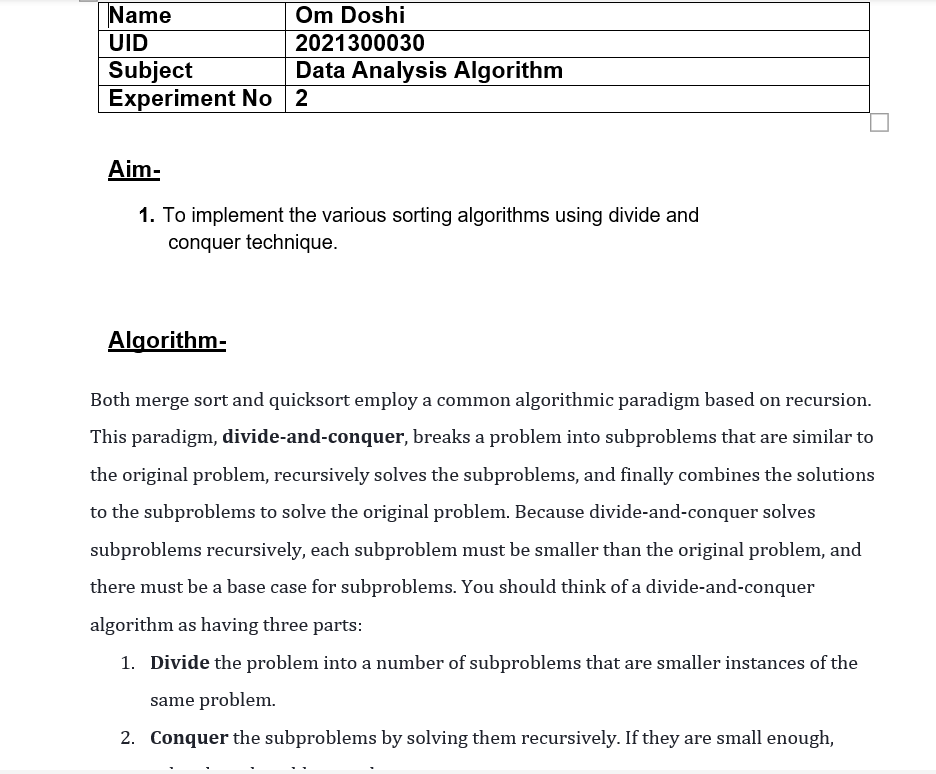 Name Om Doshi
UID 2021300030
Subject Data Analysis Algorithm
Experiment No 2
Aim-
1. To implement the various sorting algorithms using divide and
conquer technique.
Algorithm-
Both merge sort and quicksort employ a common algorithmic paradigm based on recursion.
This paradigm, divide-and-conquer, breaks a problem into subproblems that are similar to
the original problem, recursively solves the subproblems, and finally combines the solutions
to the subproblems to solve the original problem. Because divide-and-conquer solves
subproblems recursively, each subproblem must be smaller than the original problem, and
there must be a base case for subproblems. You should think of a divide-and-conquer
algorithm as having three parts:
1. Divide the problem into a number of subproblems that are smaller instances of the
same problem.
2. Conquer the subproblems by solving them recursively. If they are small enough,